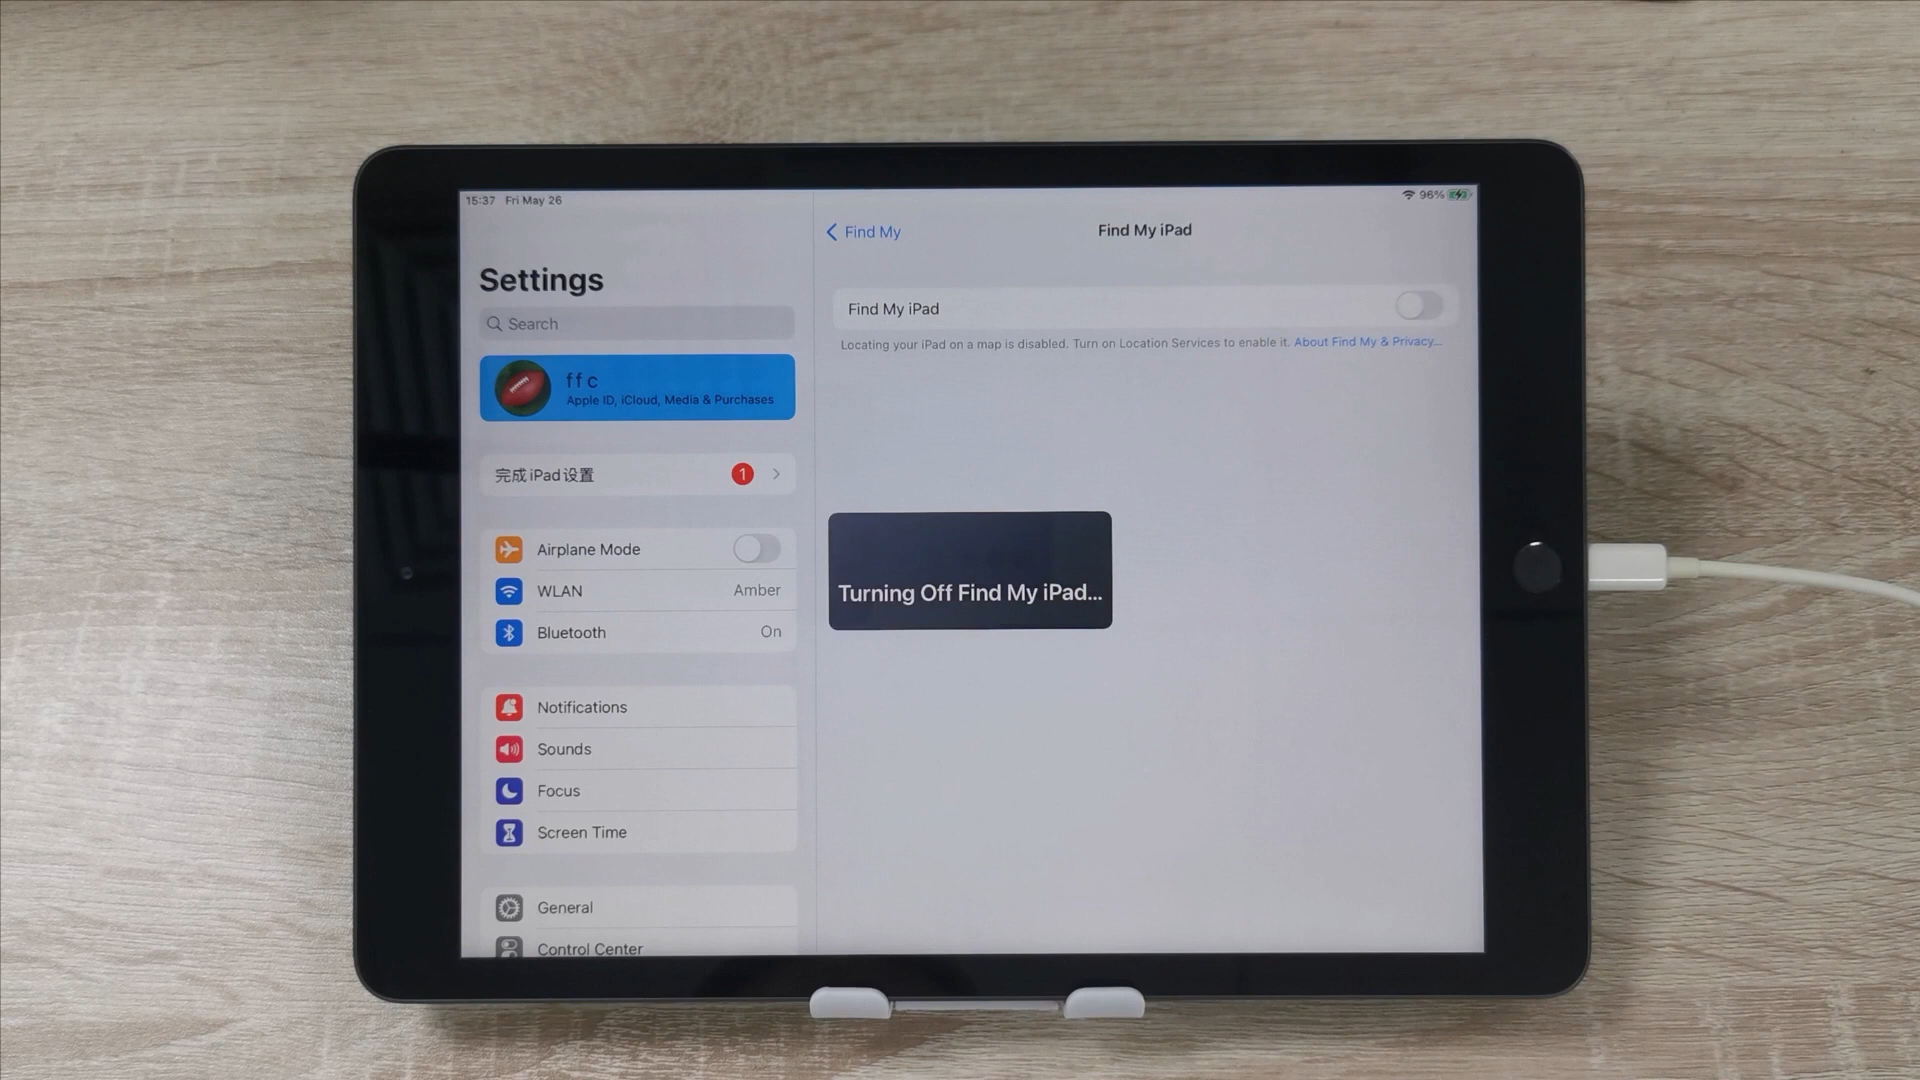 15:37 Fri May 26
96%
Settings
Search
ff c
Apple ID, iCloud, Media & Purchases
完成 iPad 设置
1
Airplane Mode
WLAN Amber
Bluetooth On
Notifications
Sounds
Focus
Screen Time
General
Control Center
Find My
Find My iPad
Find My iPad
Locating your iPad on a map is disabled. Turn on Location Services to enable it. About Find My & Privacy...
Turning Off Find My iPad...